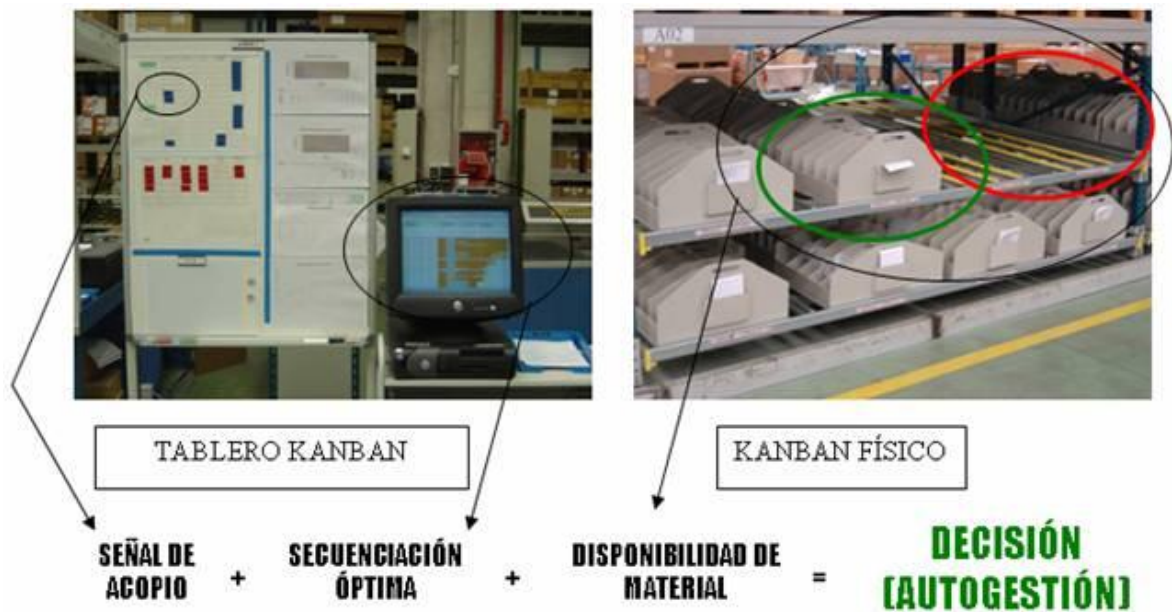 A02
TABLERO KANBAN
KANBAN FÍSICO
SEÑAL DE
ACOPIO
+
SECUENCIACIÓN
ÓPTIMA
+
DISPONIBILIDAD DE
MATERIAL
=
DECISIÓN
(AUTOGESTIÓN)